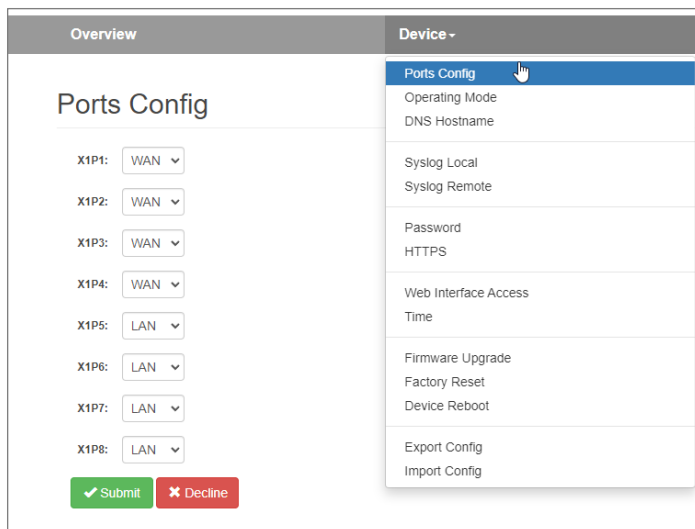 Overview
Device
Ports Config
X1P1: WAN
X1P2: WAN
X1P3: WAN
X1P4: WAN
X1P5: LAN
X1P6: LAN
X1P7: LAN
X1P8: LAN
Submit Decline
Ports Config
Operating Mode
DNS Hostname
Syslog Local
Syslog Remote
Password
HTTPS
Web Interface Access
Time
Firmware Upgrade
Factory Reset
Device Reboot
Export Config
Import Config